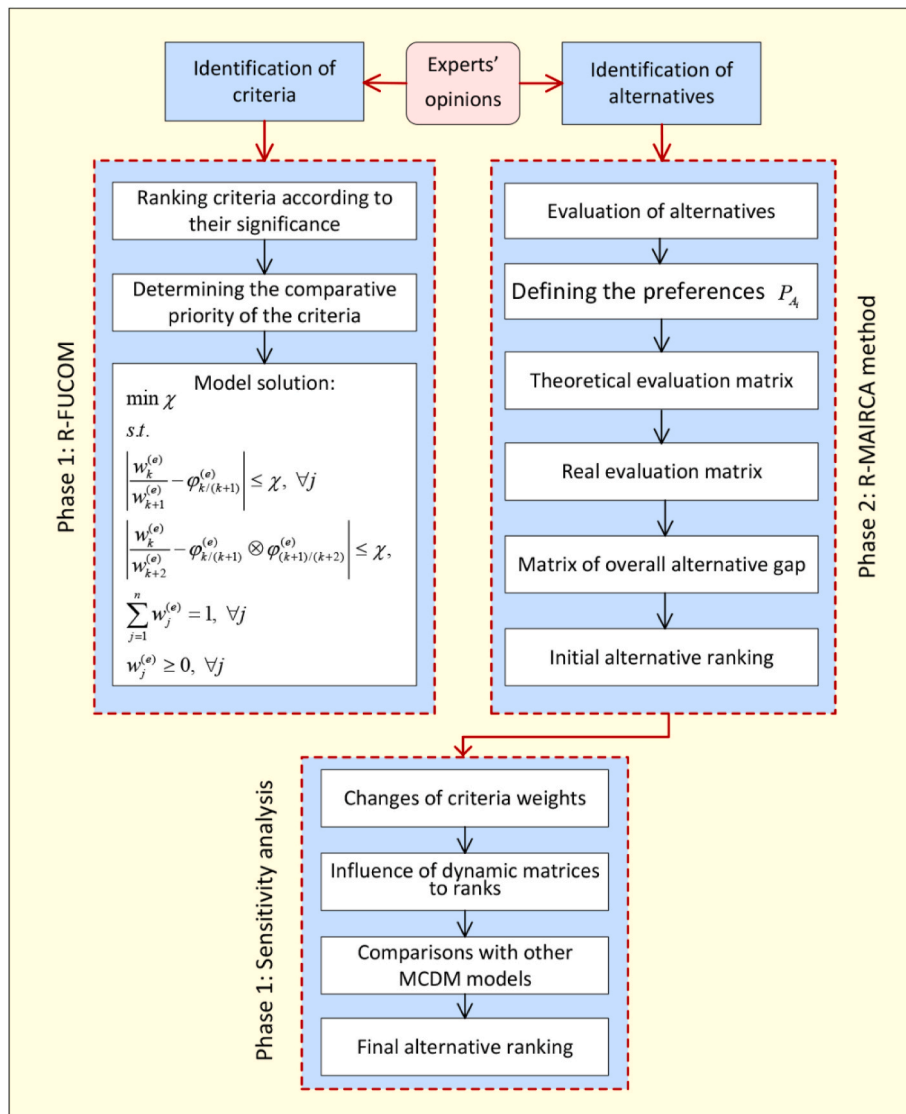 Identification of
criteria
Experts'
opinions
Identification of
alternatives
Phase 1: R-FUCOM
Ranking criteria according to
their significance
Determining the comparative
priority of the criteria
Model solution:
min χ
s.t.
|w_k^(e) / w_{k+1}^(e) − φ_{k/(k+1)}^(e)| ≤ χ, ∀j
|w_k^(e) / w_{k+2}^(e) − φ_{k/(k+1)}^(e) ⊗ φ_{(k+1)/(k+2)}^(e)| ≤ χ,
∑_{j=1}^{n} w_j^(e) = 1, ∀j
w_j^(e) ≥ 0, ∀j
Phase 2: R-MAIRCA method
Evaluation of alternatives
Defining the preferences P_{A_i}
Theoretical evaluation matrix
Real evaluation matrix
Matrix of overall alternative gap
Initial alternative ranking
Phase 1: Sensitivity analysis
Changes of criteria weights
Influence of dynamic matrices
to ranks
Comparisons with other
MCDM models
Final alternative ranking